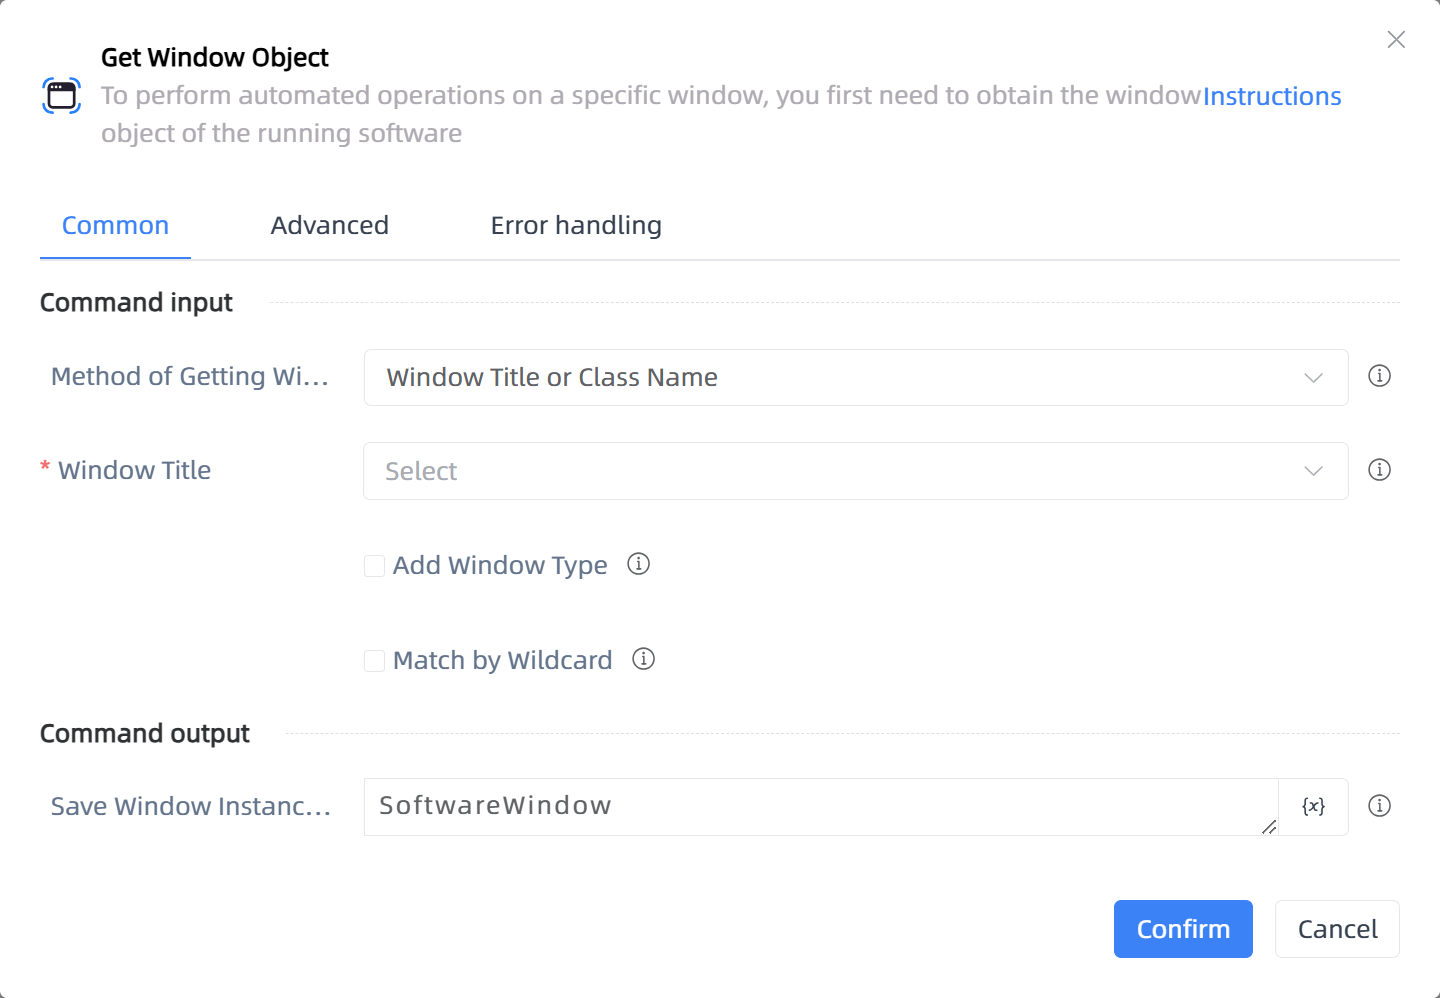 Get Window Object
To perform automated operations on a specific window, you first need to obtain the window Instructions
object of the running software
Common Advanced Error handling
Command input
Method of Getting Wi... Window Title or Class Name
* Window Title Select
Add Window Type
Match by Wildcard
Command output
Save Window Instanc... SoftwareWindow {x}
Confirm Cancel